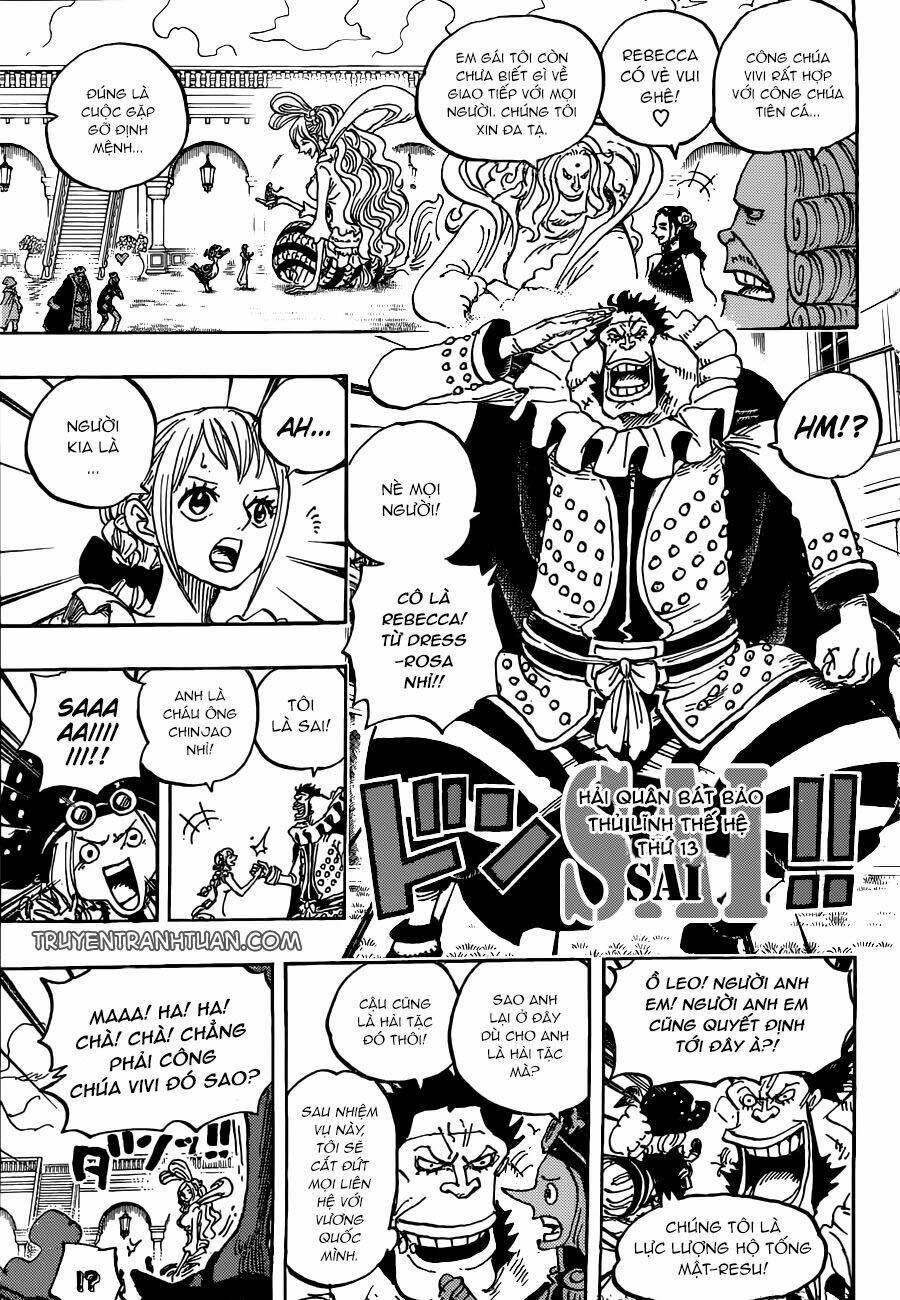 CÔNG CHÚA
VIVI RẤT HỢP
VỚI CÔNG CHÚA
TIÊN CÁ...
REBECCA
CÓ VẺ VUI
GHÊ!
♡
EM GÁI TÔI CÒN
CHƯA BIẾT GÌ VỀ
GIAO TIẾP VỚI MỌI
NGƯỜI. CHÚNG TÔI
XIN ĐA TẠ.
ĐÚNG LÀ
CUỘC GẶP
GỠ ĐỊNH
MỆNH...
HM!?
NÈ MỌI
NGƯỜI!
CÔ LÀ
REBECCA!
TỪ DRESS
-ROSA
NHỈ!!
ドン!!
SAI
HẢI QUÂN BÁT BẢO
THỦ LĨNH THẾ HỆ
THỨ 13
SAI
AH...
NGƯỜI
KIA LÀ
...
TÔI
LÀ SAI!
ANH LÀ
CHÁU ÔNG
CHINJAO
NHỈ!
SAAA
AAIIII
III!!
TRUYENTRANHTUAN.COM
Ồ LEO! NGƯỜI ANH
EM! NGƯỜI ANH EM
CŨNG QUYẾT ĐỊNH
TỚI ĐÂY À?!
CHÚNG TÔI LÀ
LỰC LƯỢNG HỘ TỐNG
MẬT-RESU!
SAO ANH
LẠI Ở ĐÂY
DÙ CHO ANH
LÀ HẢI TẶC
MÀ?
CẬU CŨNG
LÀ HẢI TẶC
ĐÓ THÔI!
SAU NHIỆM
VỤ NÀY,
TÔI SẼ
CẮT ĐỨT
MỌI LIÊN
HỆ VỚI
VƯƠNG
QUỐC
MÌNH.
MAAA! HA! HA!
CHÀ! CHÀ! CHẲNG
PHẢI CÔNG
CHÚA VIVI ĐÓ SAO?
!?